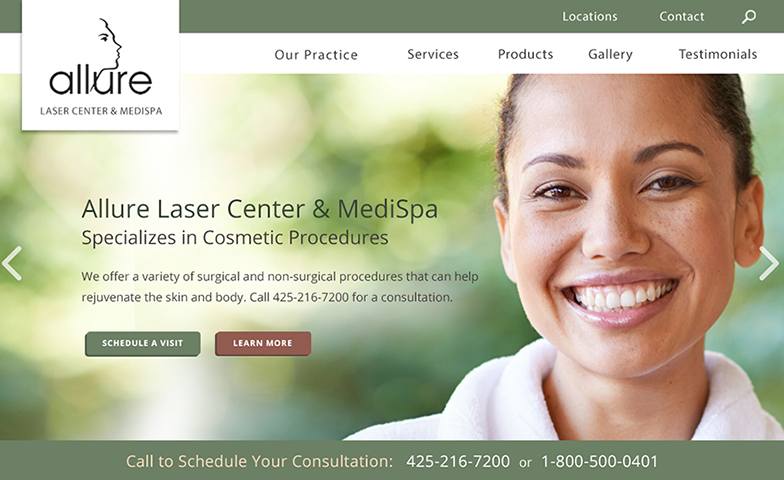 Locations Contact
allure
LASER CENTER & MEDISPA
Our Practice Services Products Gallery Testimonials
Allure Laser Center & MediSpa
Specializes in Cosmetic Procedures
We offer a variety of surgical and non-surgical procedures that can help
rejuvenate the skin and body. Call 425-216-7200 for a consultation.
SCHEDULE A VISIT LEARN MORE
Call to Schedule Your Consultation: 425-216-7200 or 1-800-500-0401